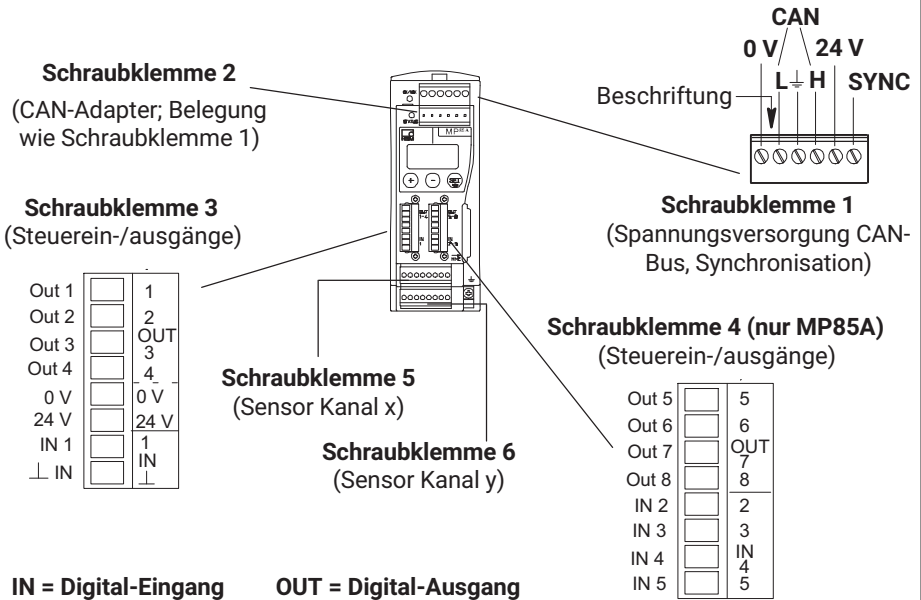 CAN
0 V 24 V
L ⏚ H SYNC
Beschriftung
Schraubklemme 2
(CAN-Adapter; Belegung
wie Schraubklemme 1)
MP85A
Schraubklemme 1
(Spannungsversorgung CAN-
Bus, Synchronisation)
Schraubklemme 3
(Steuerein-/ausgänge)
Out 1 1
Out 2 2
OUT
Out 3 3
Out 4 4
0 V 0 V
24 V 24 V
IN 1 1
IN
⊥ IN ⊥
Schraubklemme 4 (nur MP85A)
(Steuerein-/ausgänge)
Out 5 5
Out 6 6
Out 7 OUT
7
Out 8 8
IN 2 2
IN 3 3
IN
IN 4 4
IN 5 5
Schraubklemme 5
(Sensor Kanal x)
Schraubklemme 6
(Sensor Kanal y)
IN = Digital-Eingang OUT = Digital-Ausgang